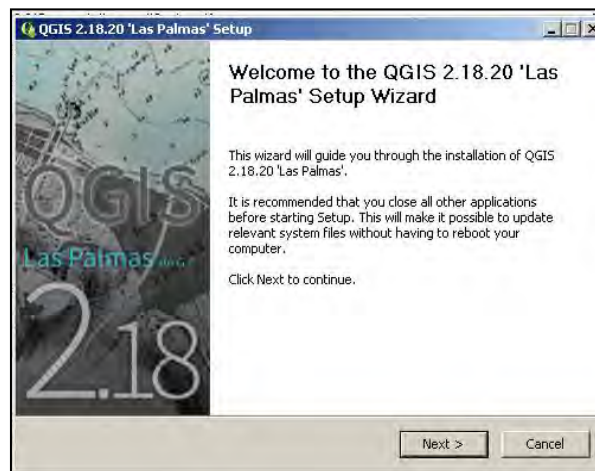 QGIS 2.18.20 'Las Palmas' Setup
QGIS
Las Palmas
2.18
Welcome to the QGIS 2.18.20 'Las
Palmas' Setup Wizard
This wizard will guide you through the installation of QGIS
2.18.20 'Las Palmas'.
It is recommended that you close all other applications
before starting Setup. This will make it possible to update
relevant system files without having to reboot your
computer.
Click Next to continue.
Next >
Cancel